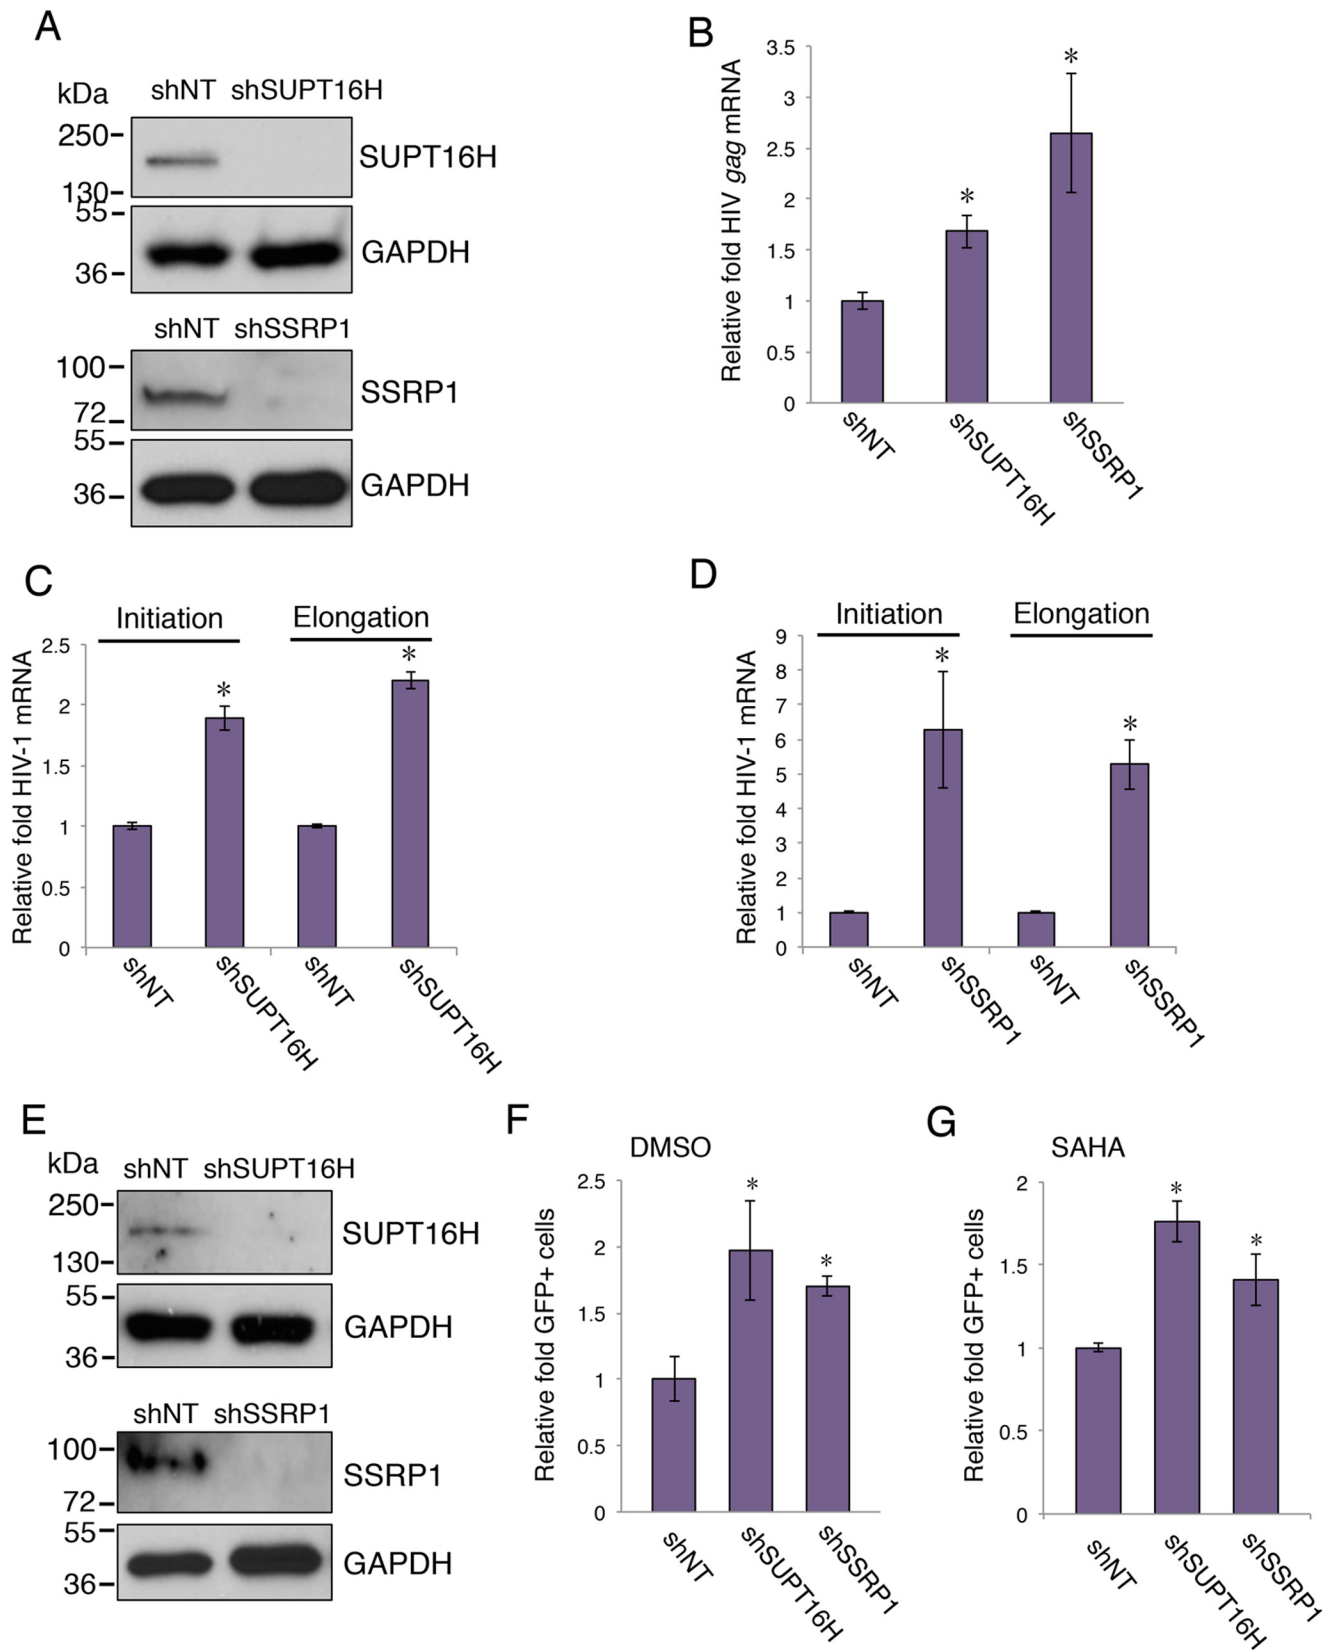 A
kDa
shNT shSUPT16H
250
SUPT16H
130
55
GAPDH
36
shNT shSSRP1
100
SSRP1
72
55
GAPDH
36
B
Relative fold HIV gag mRNA
3.5
3
2.5
2
1.5
1
0.5
0
*
*
shNT
shSUPT16H
shSSRP1
C
Initiation
Elongation
Relative fold HIV-1 mRNA
2.5
2
1.5
1
0.5
0
*
*
shNT
shSUPT16H
shNT
shSUPT16H
D
Initiation
Elongation
Relative fold HIV-1 mRNA
9
8
7
6
5
4
3
2
1
0
*
*
shNT
shSSRP1
shNT
shSSRP1
E
kDa
shNT shSUPT16H
250
SUPT16H
130
55
GAPDH
36
shNT shSSRP1
100
SSRP1
72
55
GAPDH
36
F
DMSO
Relative fold GFP+ cells
2.5
2
1.5
1
0.5
0
*
*
shNT
shSUPT16H
shSSRP1
G
SAHA
Relative fold GFP+ cells
2
1.5
1
0.5
0
*
*
shNT
shSUPT16H
shSSRP1